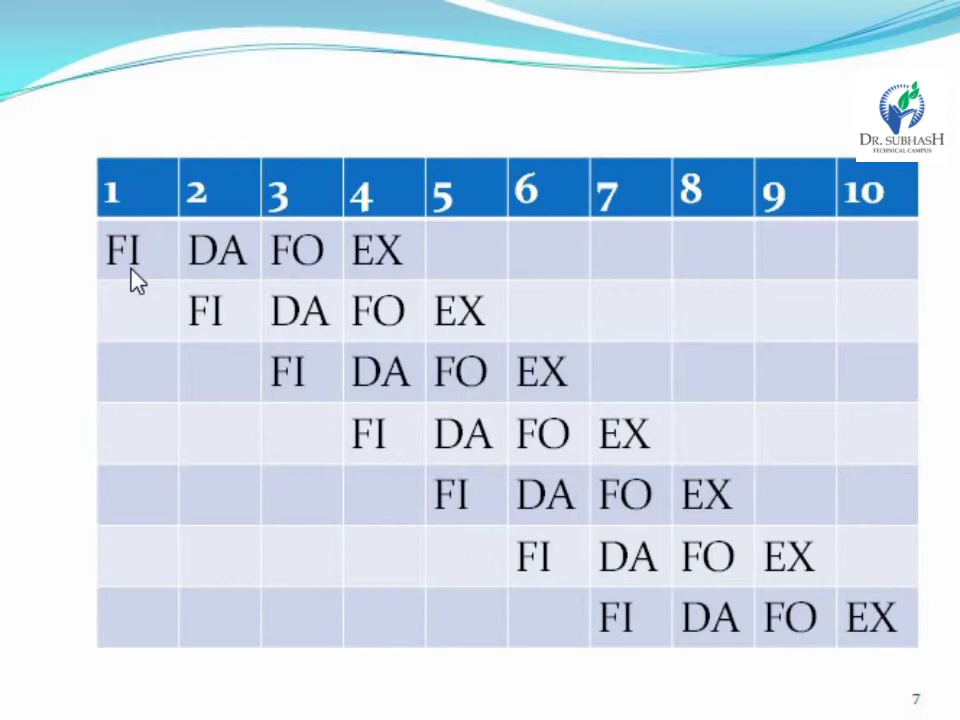 DR. SUBHASH
TECHNICAL CAMPUS
1 2 3 4 5 6 7 8 9 10
FI DA FO EX
FI DA FO EX
FI DA FO EX
FI DA FO EX
FI DA FO EX
FI DA FO EX
FI DA FO EX
7